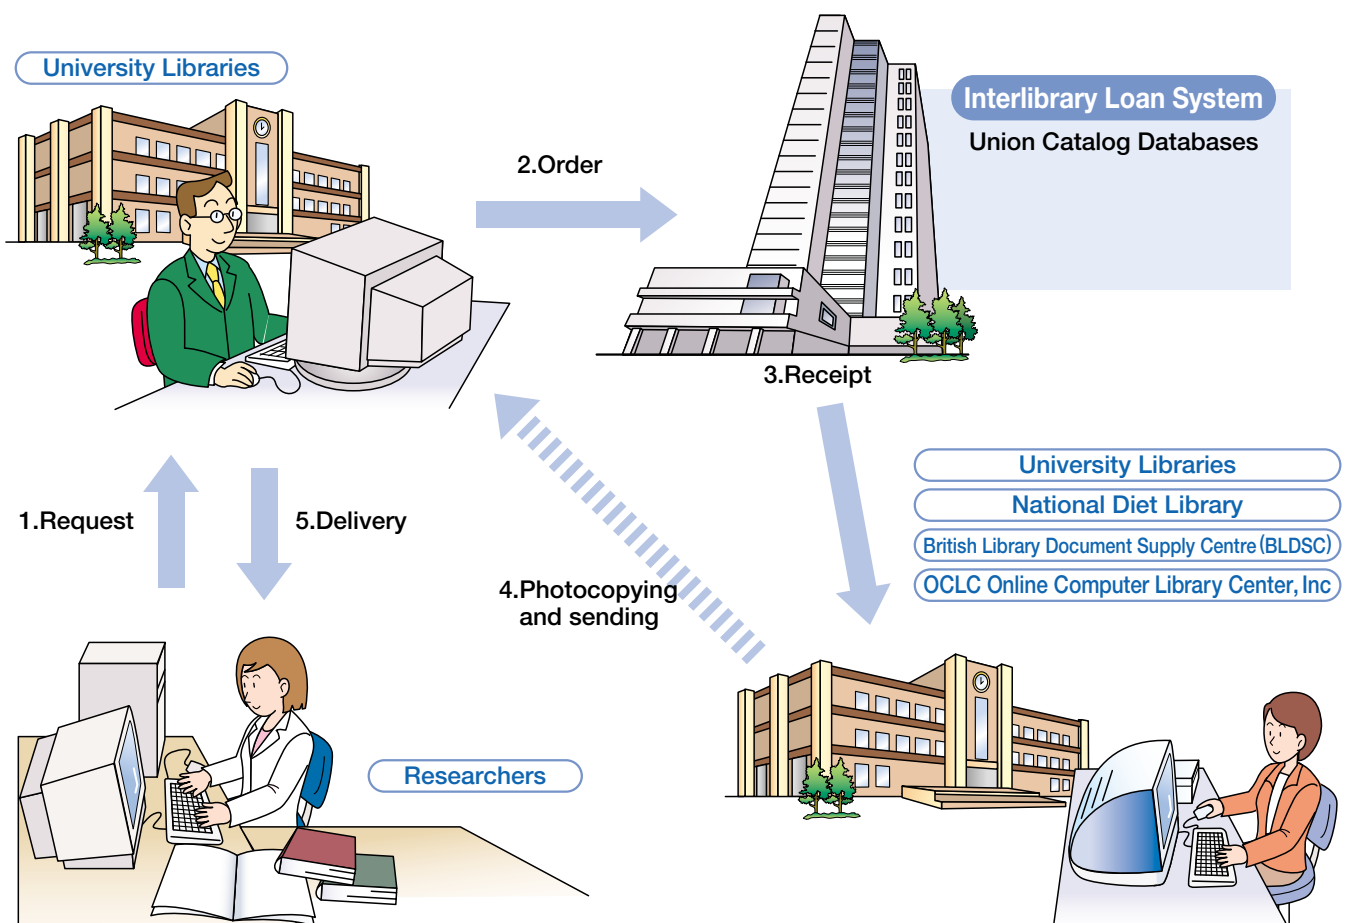 University Libraries
Interlibrary Loan System
Union Catalog Databases
2.Order
3.Receipt
University Libraries
National Diet Library
British Library Document Supply Centre (BLDSC)
OCLC Online Computer Library Center, Inc
1.Request
5.Delivery
4.Photocopying
and sending
Researchers